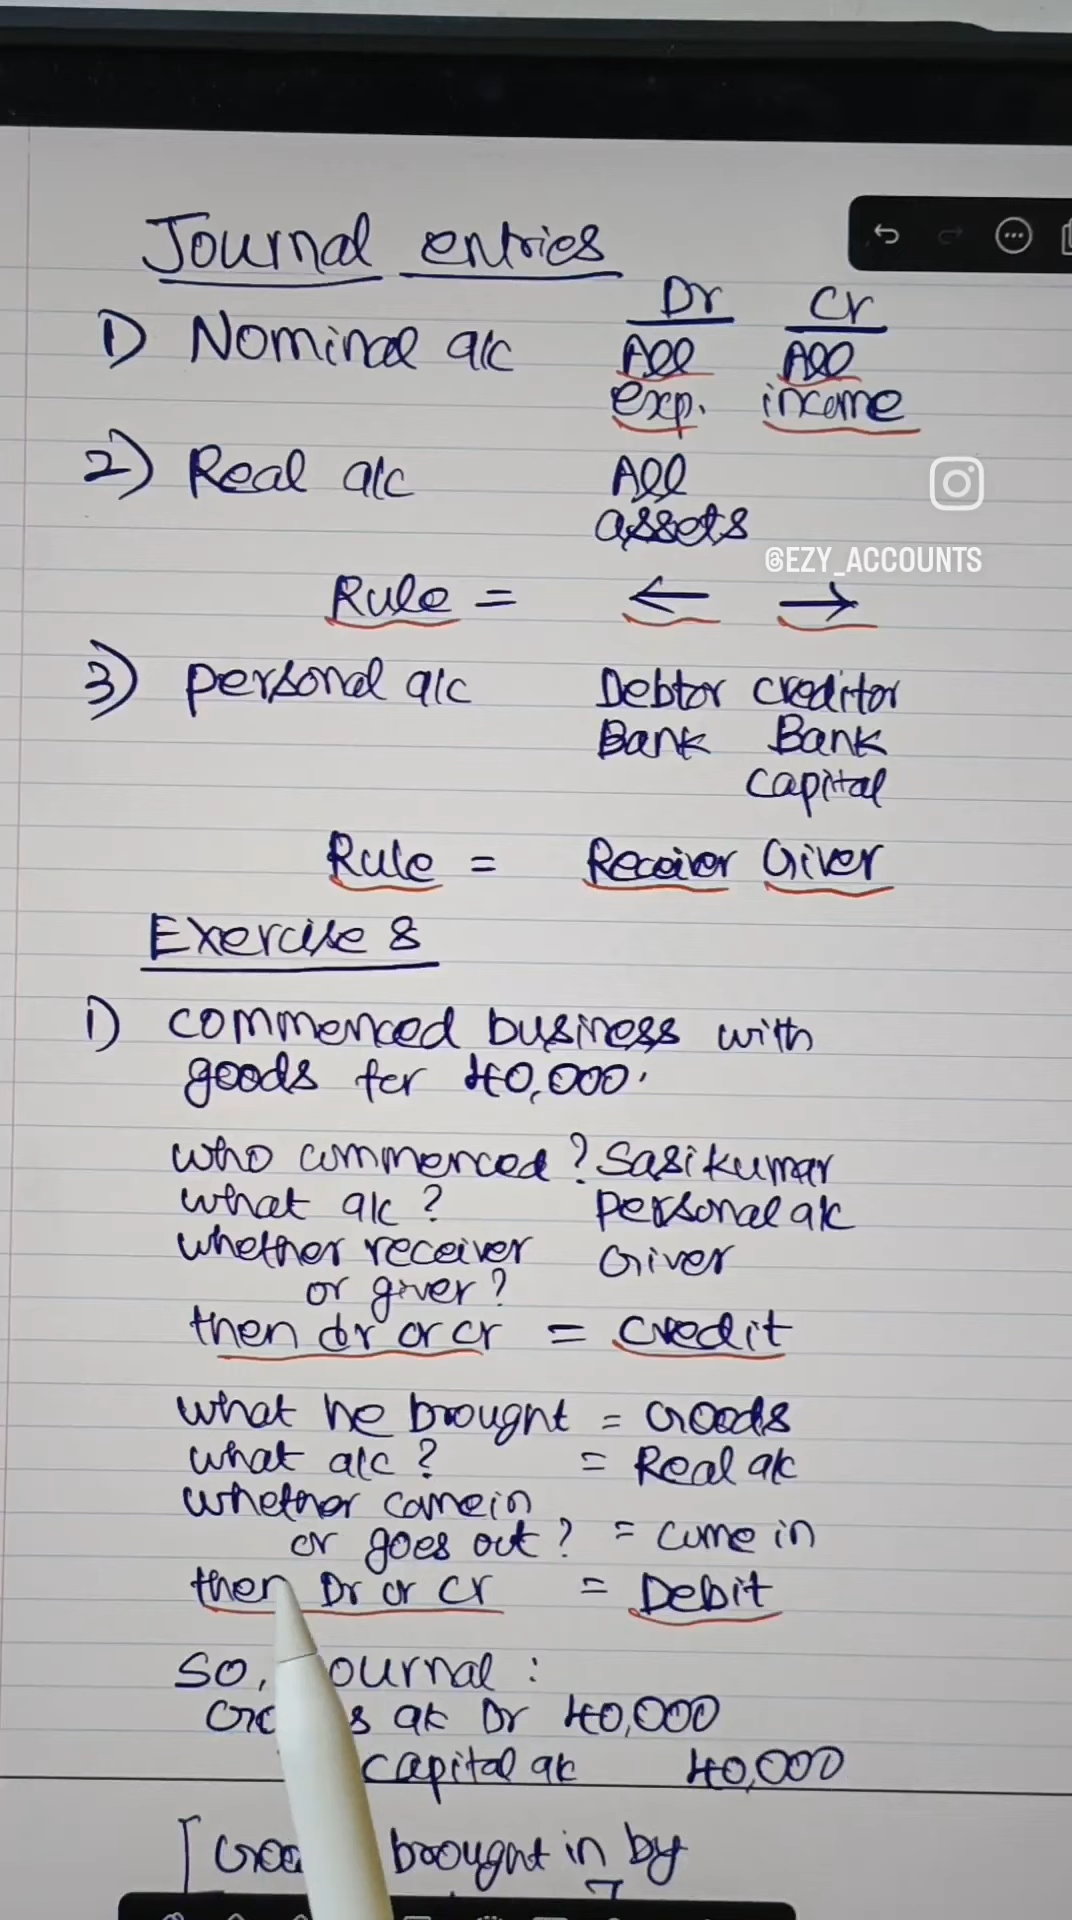 Journal entries
Dr Cr
1) Nominal a/c All All
exp. income
2) Real a/c All
assets
@EZY_ACCOUNTS
Rule = ← →
3) personal a/c Debtor creditor
Bank Bank
capital
Rule = Receiver Giver
Exercise 8
1) commenced business with
goods for 40,000.
who commenced? Sasikumar
what a/c? personal a/c
whether receiver Giver
or giver?
then dr or cr = credit
what he brought = Goods
what a/c? = Real a/c
whether came in
or goes out? = came in
then Dr or Cr = Debit
So, ournal :
s a/c Dr 40,000
capital a/c 40,000
[ brought in by